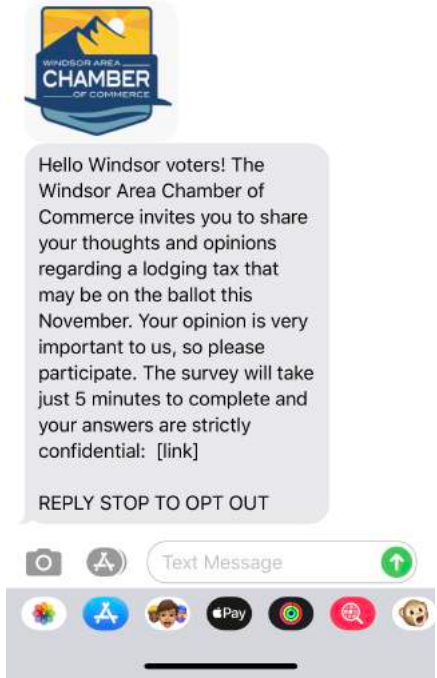 WINDSOR AREA
CHAMBER
OF COMMERCE
Hello Windsor voters! The
Windsor Area Chamber of
Commerce invites you to share
your thoughts and opinions
regarding a lodging tax that
may be on the ballot this
November. Your opinion is very
important to us, so please
participate. The survey will take
just 5 minutes to complete and
your answers are strictly
confidential:  [link]
REPLY STOP TO OPT OUT
Text Message
Pay